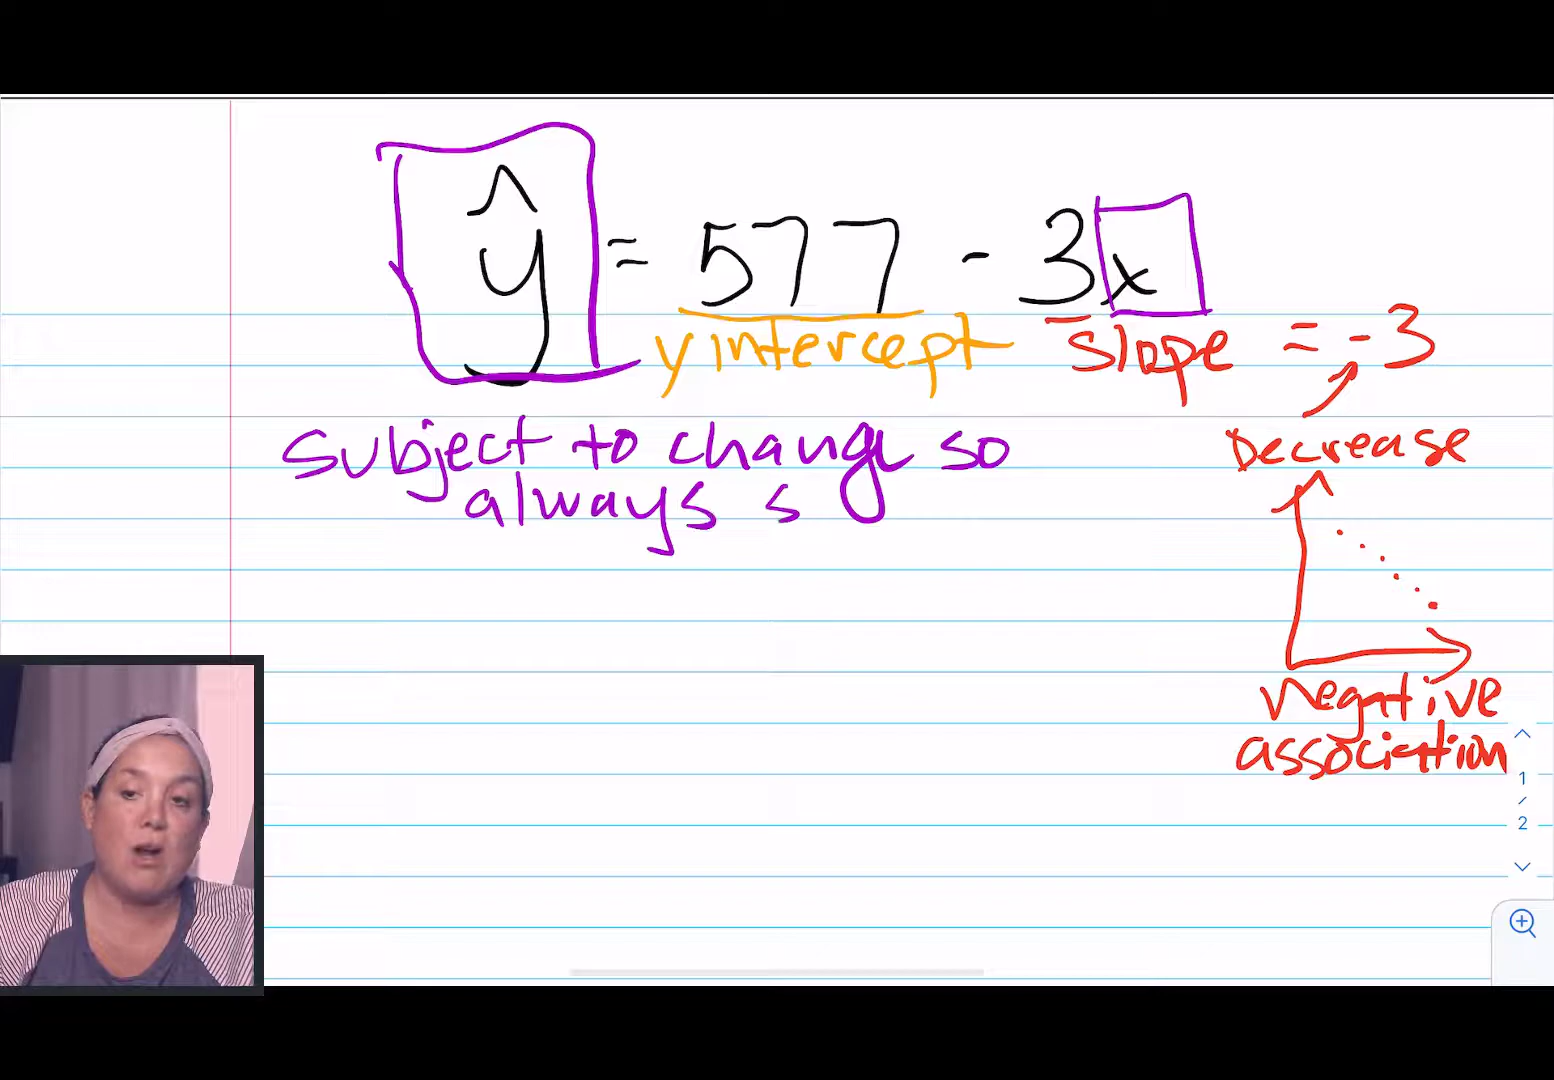 ŷ = 577 - 3x
y intercept
slope = -3
Decrease
subject to change so
always s
negative
association
1
/
2